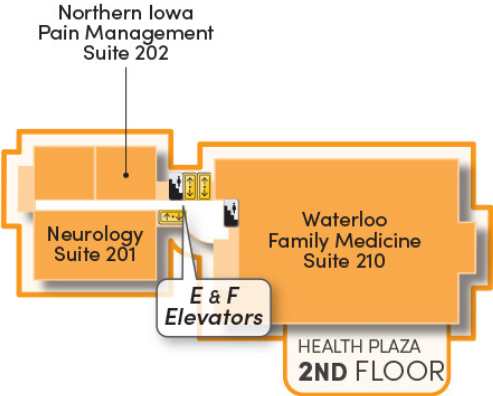 Northern Iowa
Pain Management
Suite 202
Neurology
Suite 201
Waterloo
Family Medicine
Suite 210
E & F
Elevators
HEALTH PLAZA
2ND FLOOR